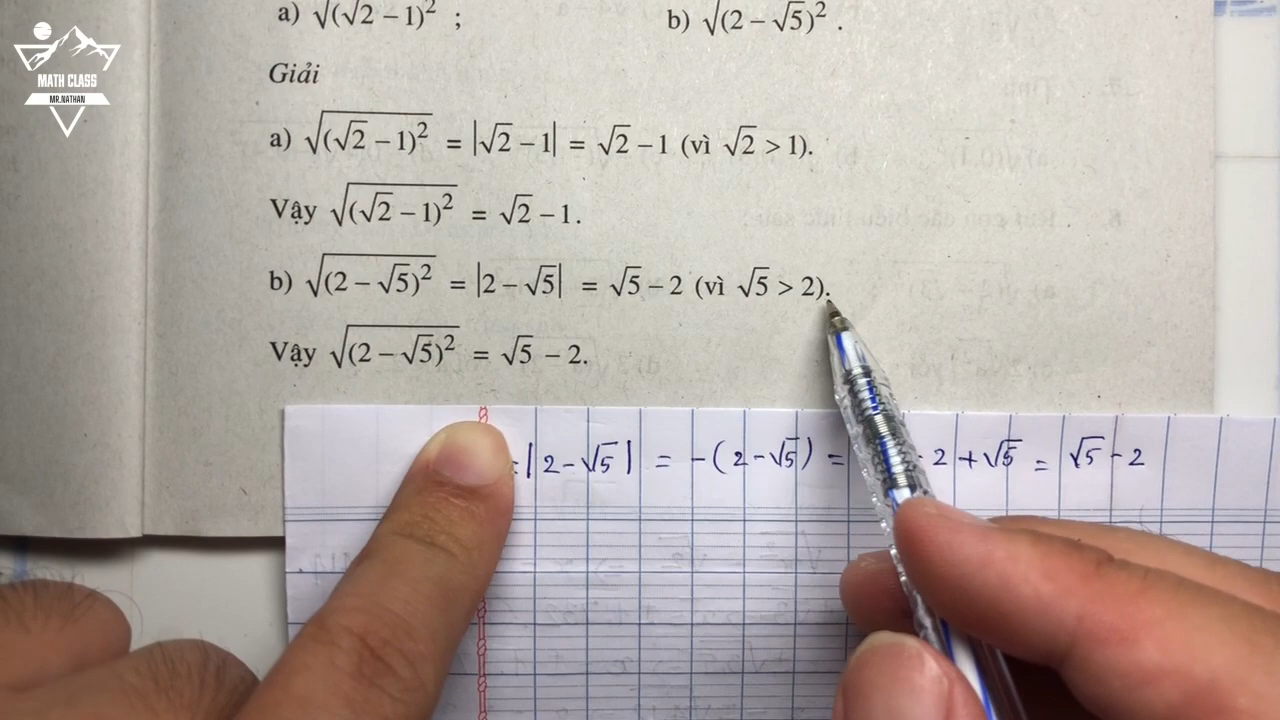 MATH CLASS
MR.NATHAN
a) √(√2 − 1)² ; b) √(2 − √5)² .
Giải
a) √(√2 − 1)² = |√2 − 1| = √2 − 1 (vì √2 > 1).
Vậy √(√2 − 1)² = √2 − 1.
b) √(2 − √5)² = |2 − √5| = √5 − 2 (vì √5 > 2).
Vậy √(2 − √5)² = √5 − 2.
= |2 − √5| = −(2 − √5) = - 2 + √5 = √5 − 2